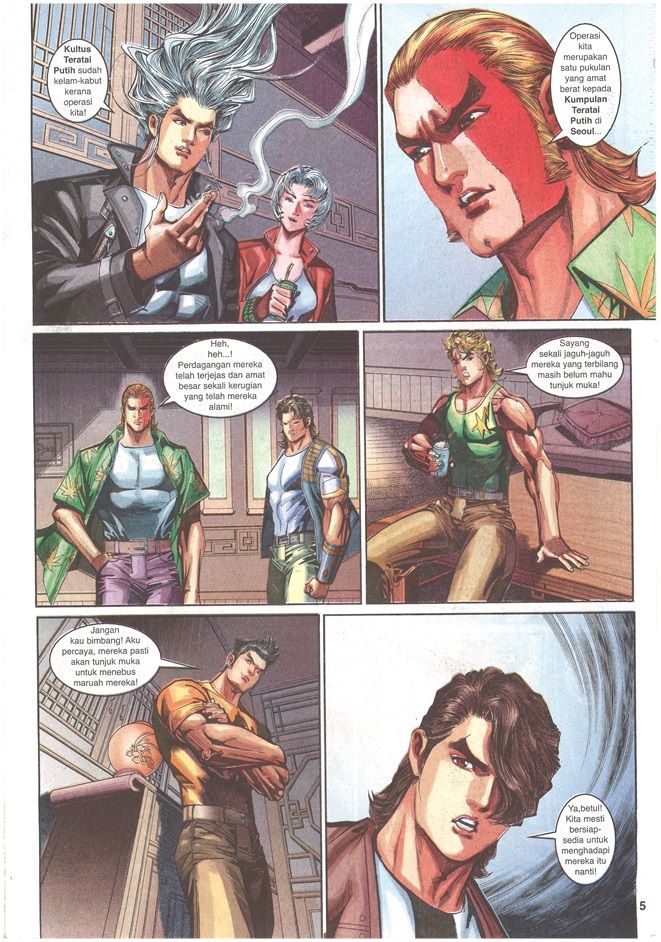 Kultus
Teratai
Putih sudah
kelam-kabut
kerana
operasi
kita!
Operasi
kita
merupakan
satu pukulan
yang amat
berat kepada
Kumpulan
Teratai
Putih di
Seoul...
Heh,
heh...!
Perdagangan mereka
telah terjejas dan amat
besar sekali kerugian
yang telah mereka
alami!
Sayang
sekali jaguh-jaguh
mereka yang terbilang
masih belum mahu
tunjuk muka!
Jangan
kau bimbang! Aku
percaya, mereka pasti
akan tunjuk muka
untuk menebus
maruah mereka!
Ya,betul!
Kita mesti
bersiap-
sedia untuk
menghadapi
mereka itu
nanti!
5